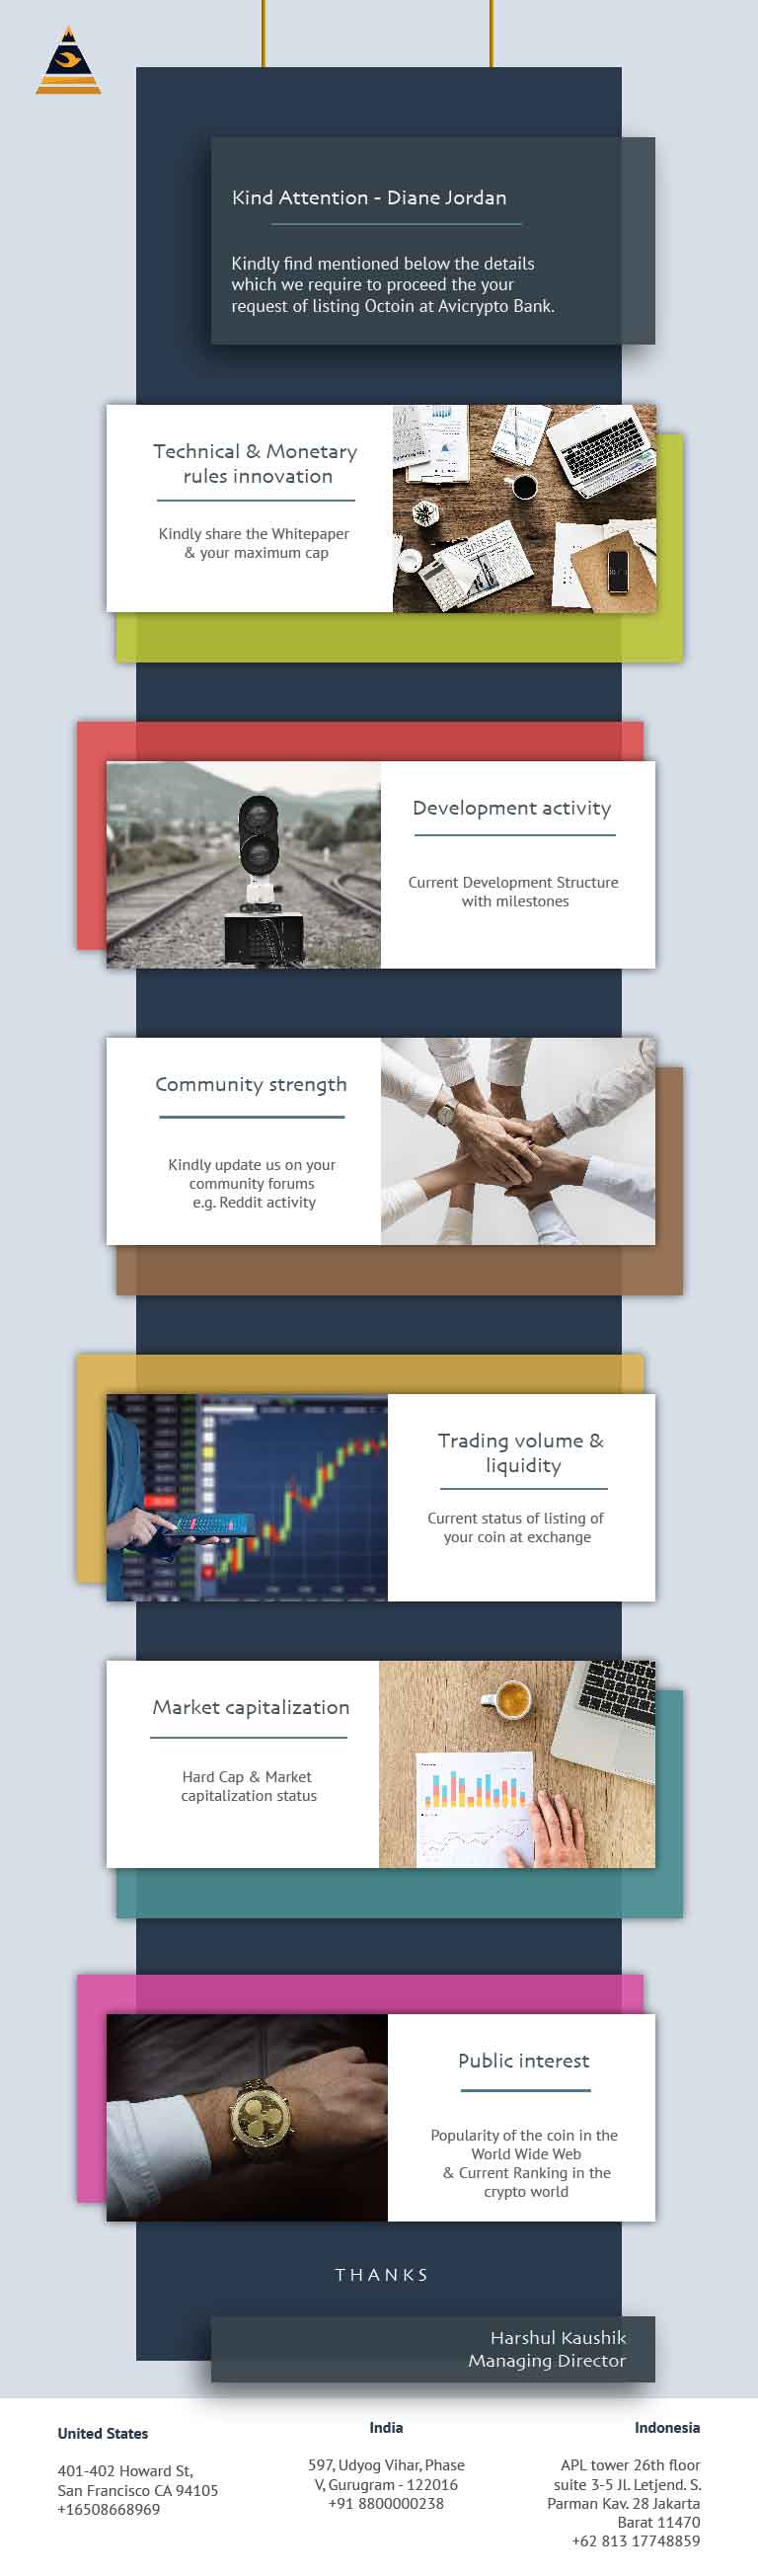 Kind Attention - Diane Jordan
Kindly find mentioned below the details
which we require to proceed the your
request of listing Octoin at Avicrypto Bank.
Technical & Monetary
rules innovation
Kindly share the Whitepaper
& your maximum cap
Development activity
Current Development Structure
with milestones
Community strength
Kindly update us on your
community forums
e.g. Reddit activity
Trading volume &
liquidity
Current status of listing of
your coin at exchange
Market capitalization
Hard Cap & Market
capitalization status
Public interest
Popularity of the coin in the
World Wide Web
& Current Ranking in the
crypto world
THANKS
Harshul Kaushik
Managing Director
United States
401-402 Howard St,
San Francisco CA 94105
+16508668969
India
597, Udyog Vihar, Phase
V, Gurugram - 122016
+91 8800000238
Indonesia
APL tower 26th floor
suite 3-5 Jl. Letjend. S.
Parman Kav. 28 Jakarta
Barat 11470
+62 813 17748859